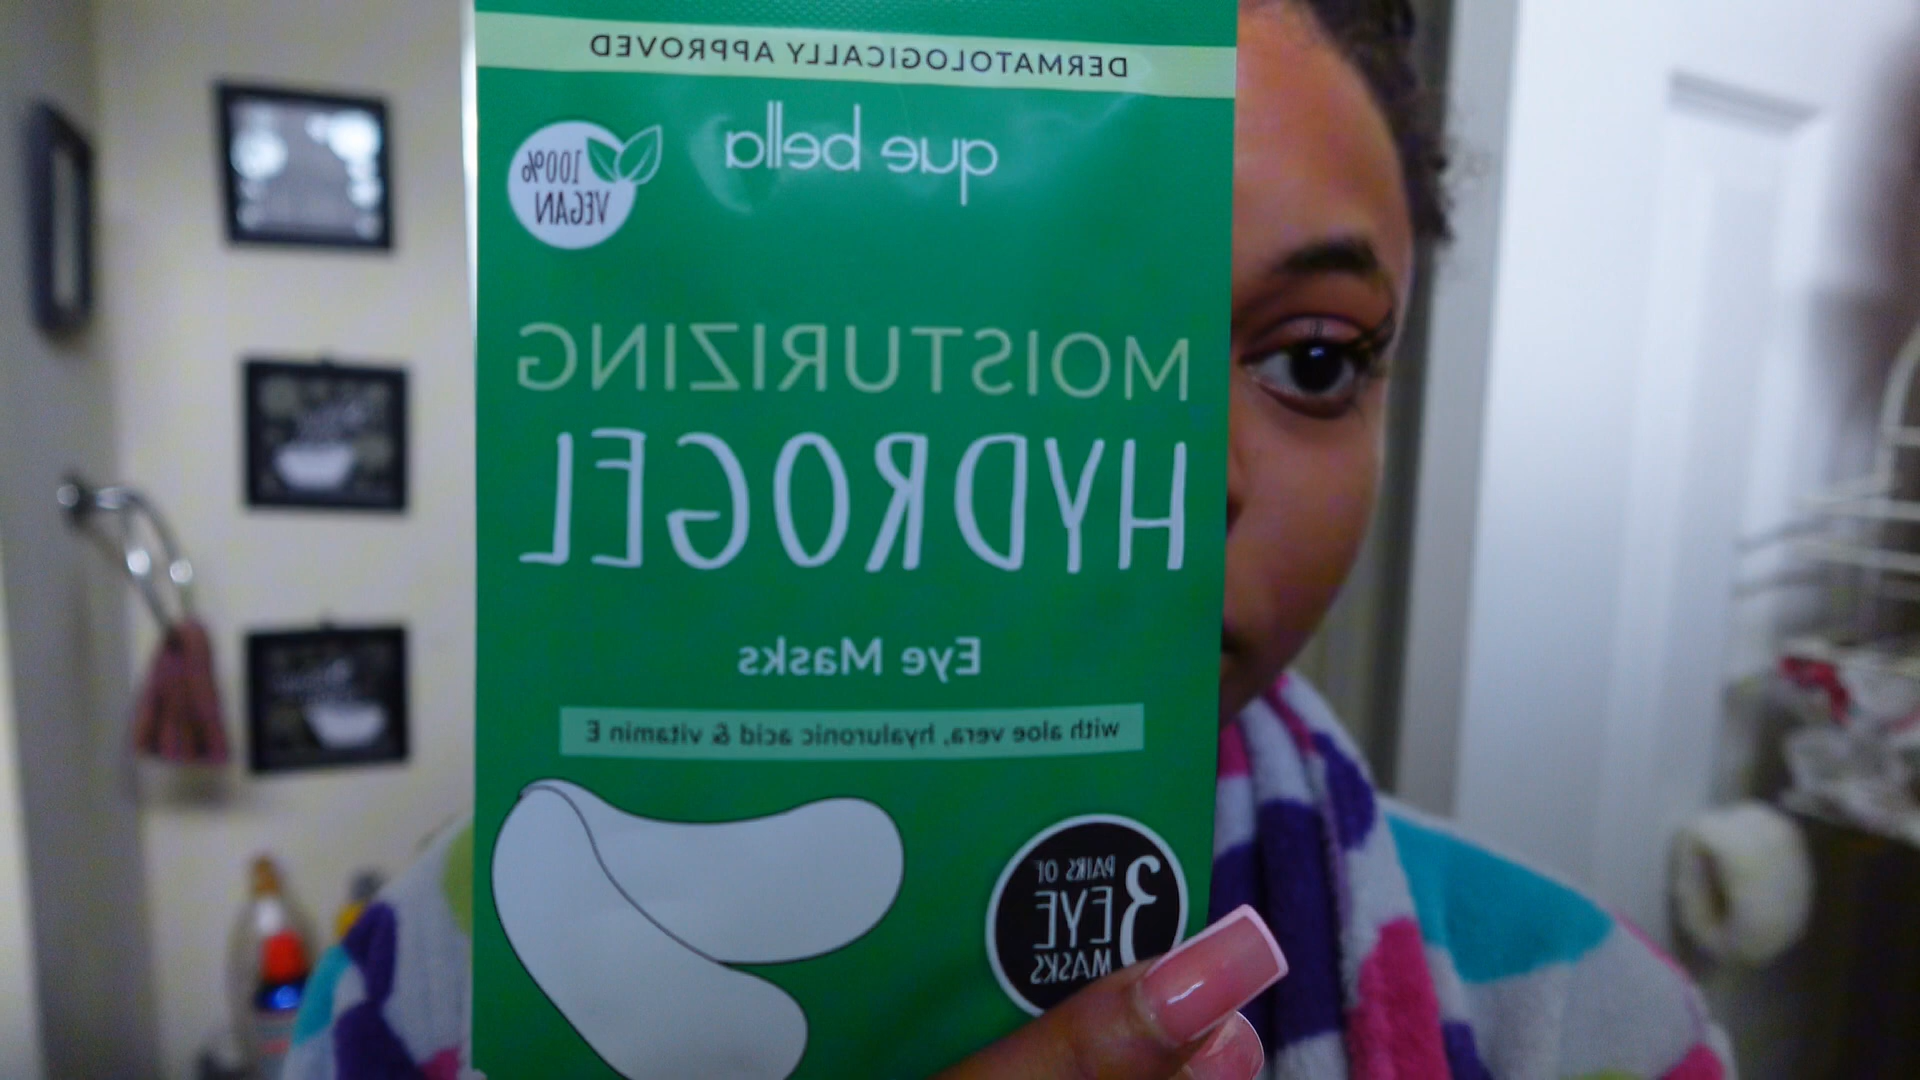 DERMATOLOGICALLY APPROVED
que bella
100%
VEGAN
MOISTURIZING
HYDROGEL
Eye Masks
with aloe vera, hyaluronic acid & vitamin E
3 PAIRS OF
EYE
MASKS